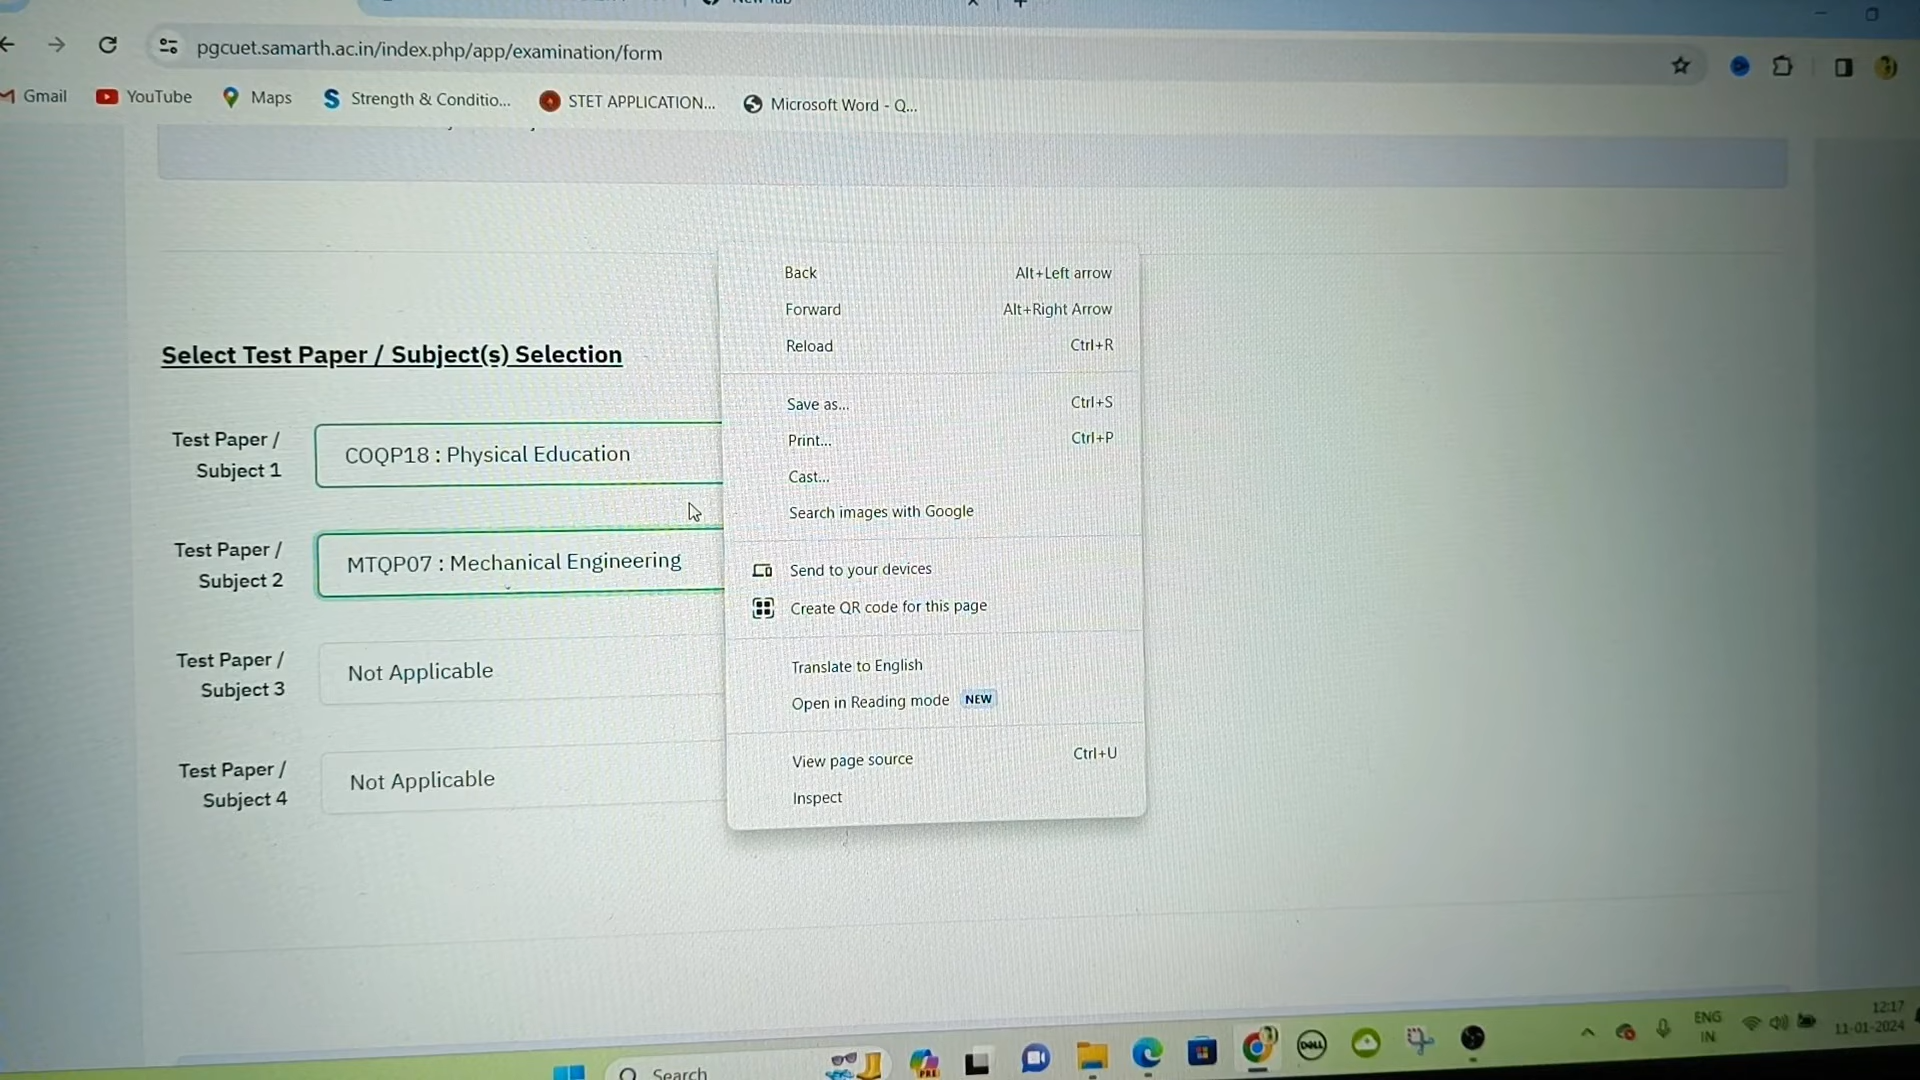 New Tab
pgcuet.samarth.ac.in/index.php/app/examination/form
Gmail
YouTube
Maps
Strength & Conditio...
STET APPLICATION...
Microsoft Word - Q...
Select Test Paper / Subject(s) Selection
Test Paper /
Subject 1
COQP18 : Physical Education
Test Paper /
Subject 2
MTQP07 : Mechanical Engineering
Test Paper /
Subject 3
Not Applicable
Test Paper /
Subject 4
Not Applicable
Back Alt+Left arrow
Forward Alt+Right Arrow
Reload Ctrl+R
Save as... Ctrl+S
Print... Ctrl+P
Cast...
Search images with Google
Send to your devices
Create QR code for this page
Translate to English
Open in Reading mode NEW
View page source Ctrl+U
Inspect
Search
PRE
DELL
ENG
IN
12:17
11-01-2024